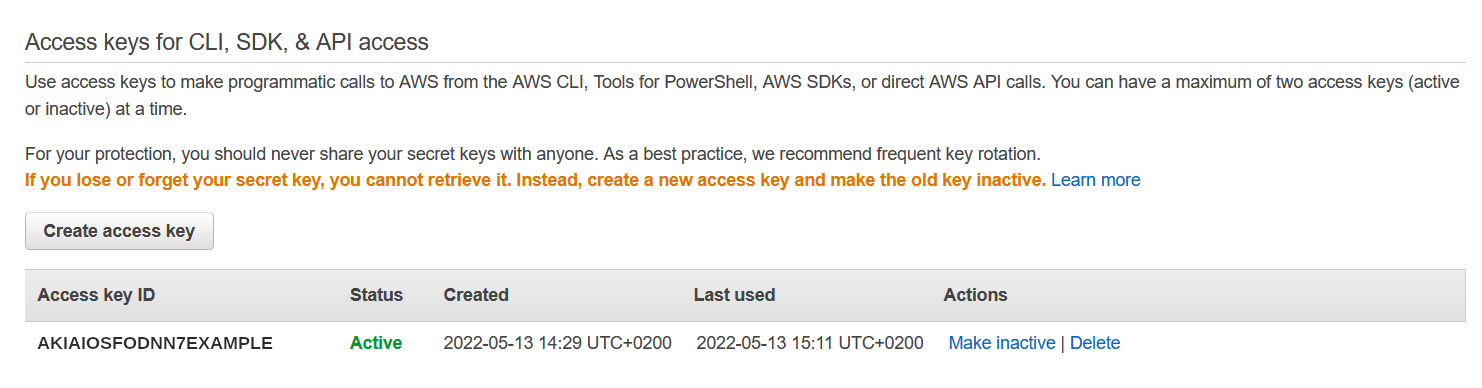 Access keys for CLI, SDK, & API access
Use access keys to make programmatic calls to AWS from the AWS CLI, Tools for PowerShell, AWS SDKs, or direct AWS API calls. You can have a maximum of two access keys (active
or inactive) at a time.
For your protection, you should never share your secret keys with anyone. As a best practice, we recommend frequent key rotation.
If you lose or forget your secret key, you cannot retrieve it. Instead, create a new access key and make the old key inactive. Learn more
Create access key
Access key ID Status Created Last used Actions
AKIAIOSFODNN7EXAMPLE Active 2022-05-13 14:29 UTC+0200 2022-05-13 15:11 UTC+0200 Make inactive | Delete